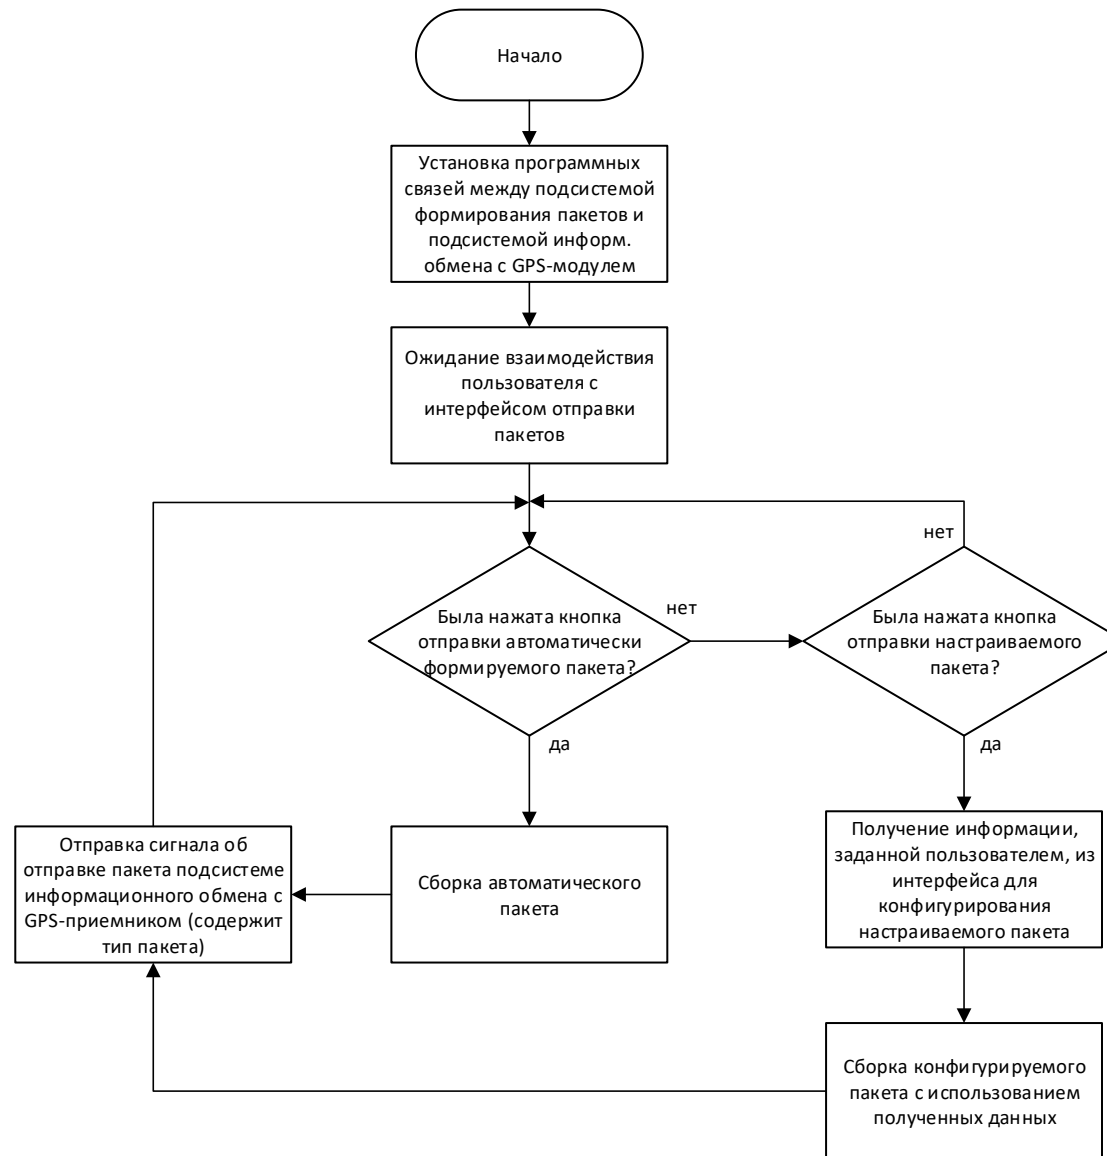 Начало
Установка программных
связей между подсистемой
формирования пакетов и
подсистемой информ.
обмена с GPS-модулем
Ожидание взаимодействия
пользователя с
интерфейсом отправки
пакетов
нет
Была нажата кнопка
отправки автоматически
формируемого пакета?
нет
Была нажата кнопка
отправки настраиваемого
пакета?
да
да
Отправка сигнала об
отправке пакета подсистеме
информационного обмена с
GPS-приемником (содержит
тип пакета)
Сборка автоматического
пакета
Получение информации,
заданной пользователем, из
интерфейса для
конфигурирования
настраиваемого пакета
Сборка конфигурируемого
пакета с использованием
полученных данных